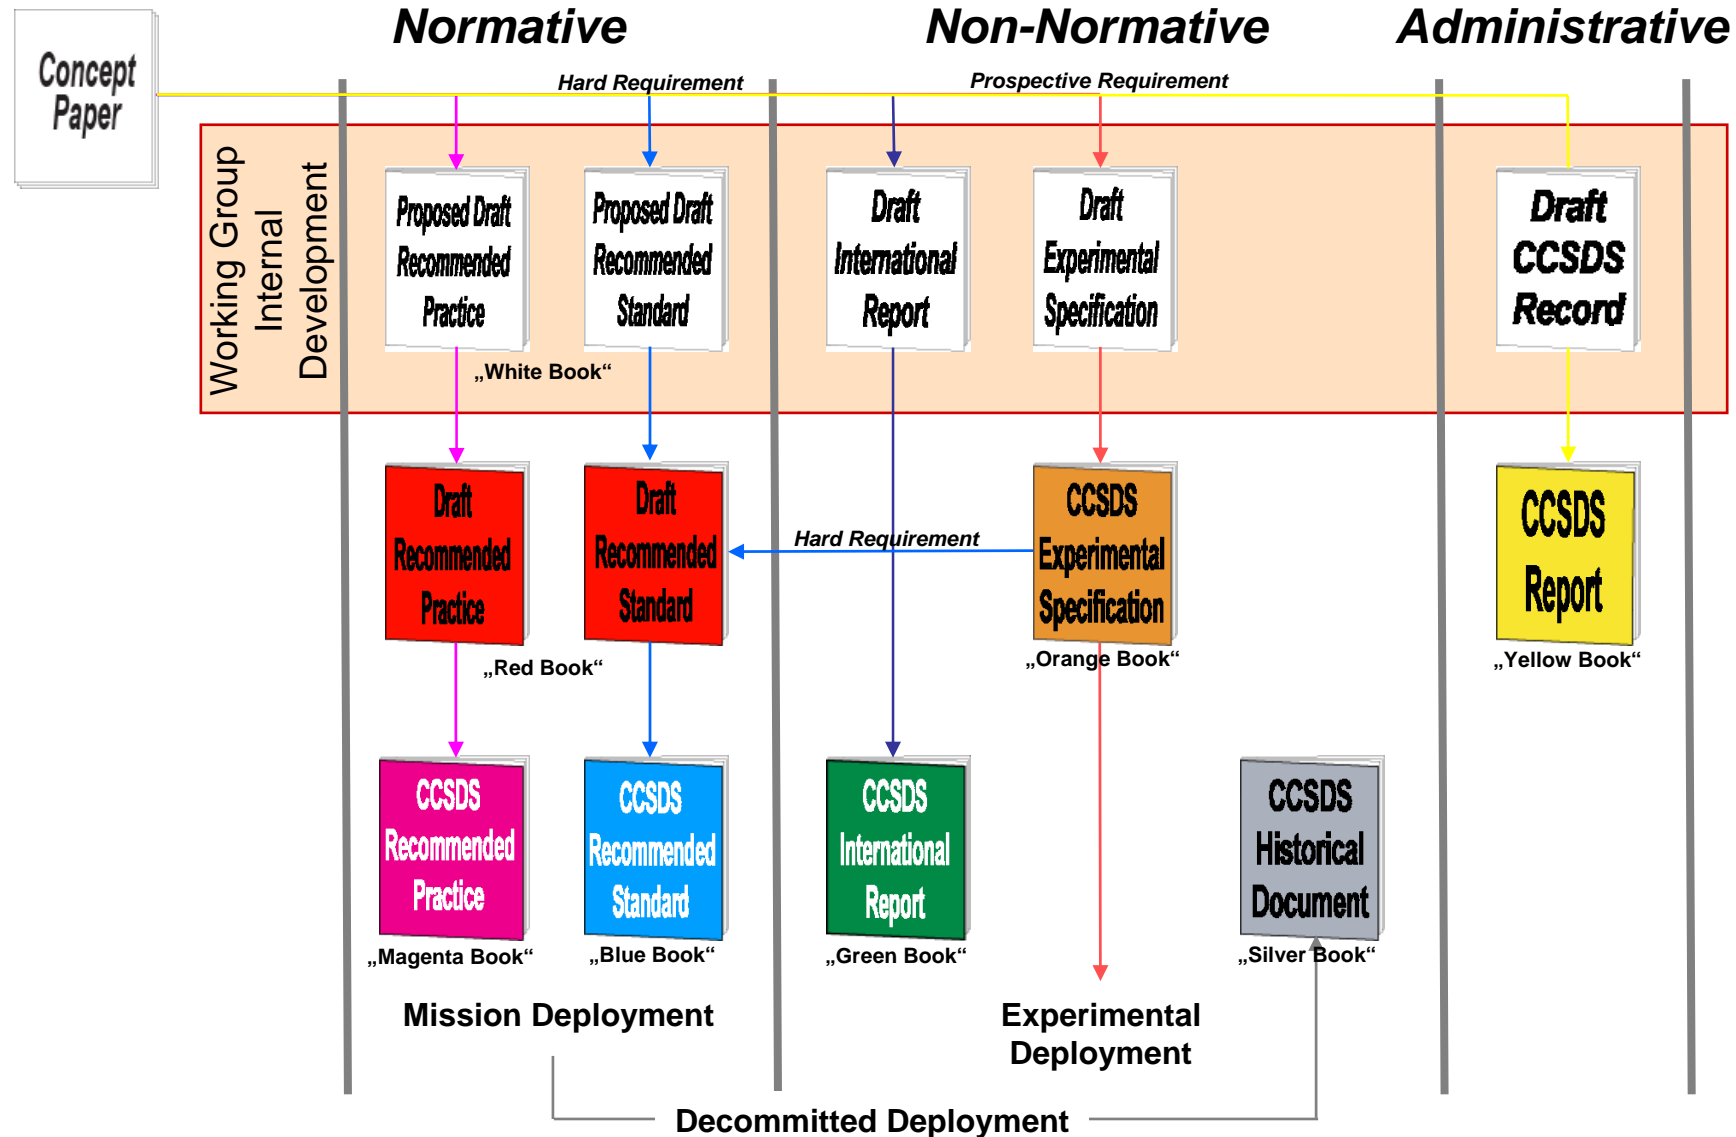 Normative
Non-Normative
Administrative
Concept
Paper
Hard Requirement
Prospective Requirement
Working Group
Internal
Development
Proposed Draft
Recommended
Practice
Proposed Draft
Recommended
Standard
Draft
International
Report
Draft
Experimental
Specification
Draft
CCSDS
Record
„White Book“
Draft
Recommended
Practice
Draft
Recommended
Standard
Hard Requirement
CCSDS
Experimental
Specification
CCSDS
Report
„Red Book“
„Orange Book“
„Yellow Book“
CCSDS
Recommended
Practice
CCSDS
Recommended
Standard
CCSDS
International
Report
CCSDS
Historical
Document
„Magenta Book“
„Blue Book“
„Green Book“
„Silver Book“
Mission Deployment
Experimental
Deployment
Decommitted Deployment